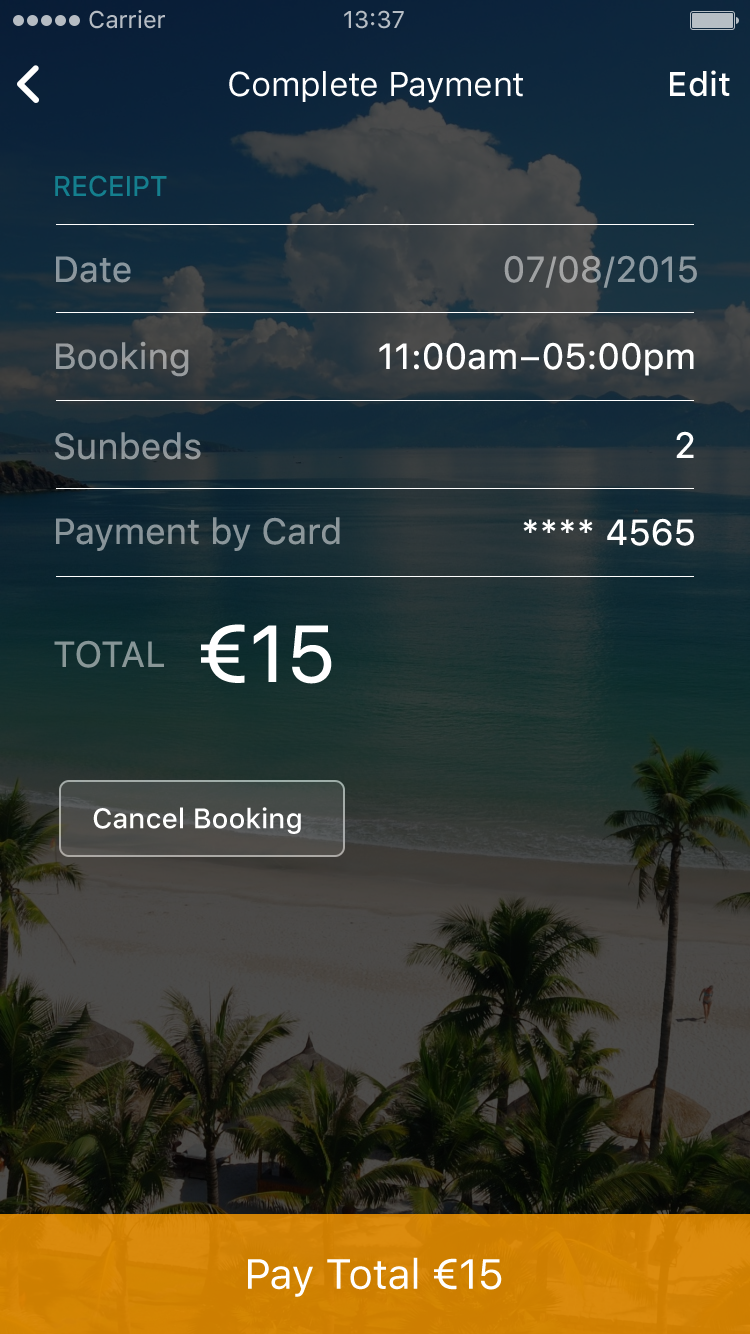 Carrier 13:37
Complete Payment Edit
RECEIPT
Date 07/08/2015
Booking 11:00am–05:00pm
Sunbeds 2
Payment by Card **** 4565
TOTAL €15
Cancel Booking
Pay Total €15